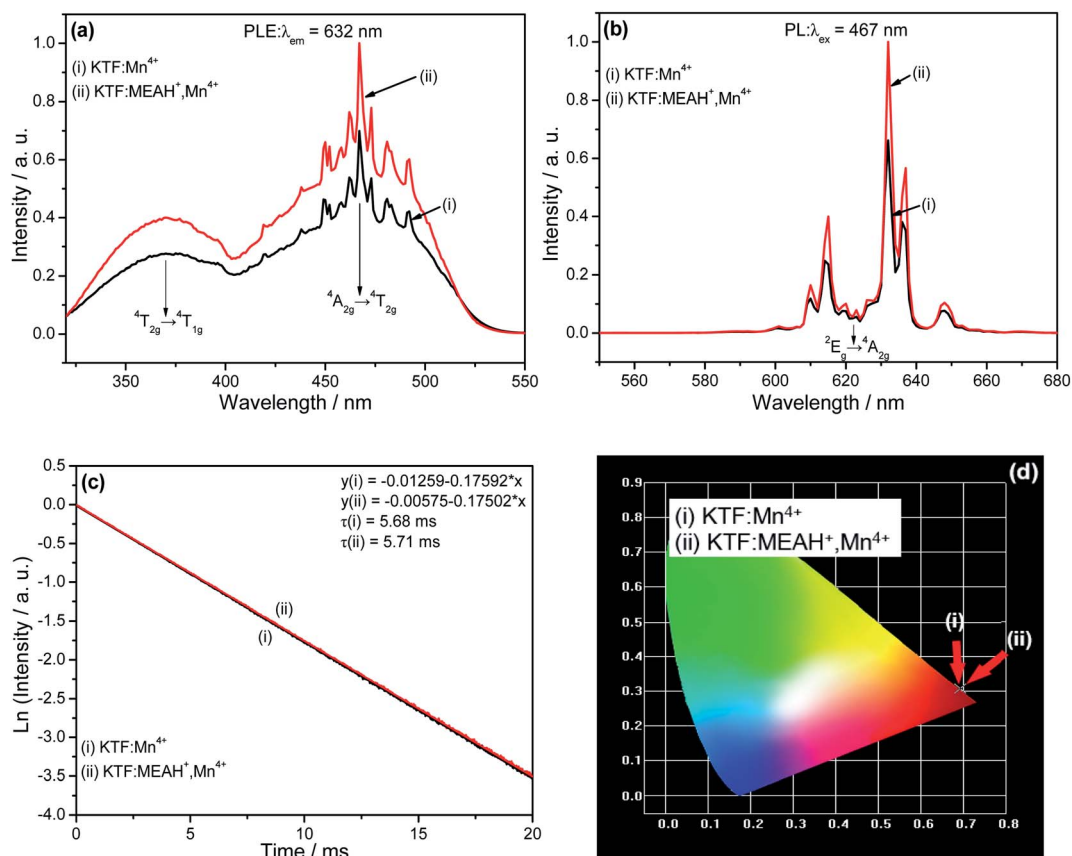 (a)
PLE:λem = 632 nm
(i) KTF:Mn4+
(ii) KTF:MEAH+,Mn4+
(ii)
(i)
4T2g→4T1g
4A2g→4T2g
1.0
0.8
0.6
0.4
0.2
0.0
Intensity / a. u.
350 400 450 500 550
Wavelength / nm
(b)
PL:λex = 467 nm
(i) KTF:Mn4+
(ii) KTF:MEAH+,Mn4+
(ii)
(i)
2Eg→4A2g
1.0
0.8
0.6
0.4
0.2
0.0
Intensity / a. u.
560 580 600 620 640 660 680
Wavelength / nm
(c)
y(i) = -0.01259-0.17592*x
y(ii) = -0.00575-0.17502*x
τ(i) = 5.68 ms
τ(ii) = 5.71 ms
(ii)
(i)
(i) KTF:Mn4+
(ii) KTF:MEAH+,Mn4+
0.5
0.0
-0.5
-1.0
-1.5
-2.0
-2.5
-3.0
-3.5
-4.0
Ln (Intensity / a. u.)
0 5 10 15 20
Time / ms
(d)
(i) KTF:Mn4+
(ii) KTF:MEAH+,Mn4+
(i)
(ii)
0.9
0.8
0.7
0.6
0.5
0.4
0.3
0.2
0.1
0.0
0.0 0.1 0.2 0.3 0.4 0.5 0.6 0.7 0.8